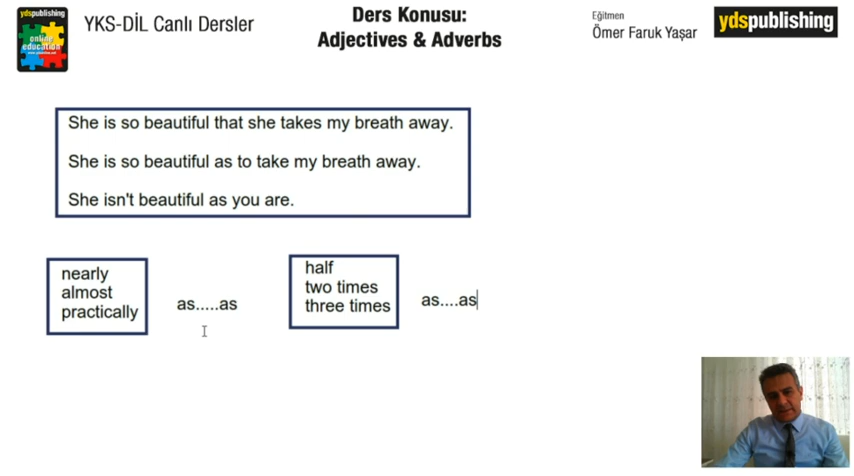 ydspublishing
online
education
YKS-DİL Canlı Dersler
Ders Konusu:
Adjectives & Adverbs
Eğitmen
Ömer Faruk Yaşar
ydspublishing
She is so beautiful that she takes my breath away.
She is so beautiful as to take my breath away.
She isn't beautiful as you are.
nearly
almost
practically
as.....as
half
two times
three times
as....as